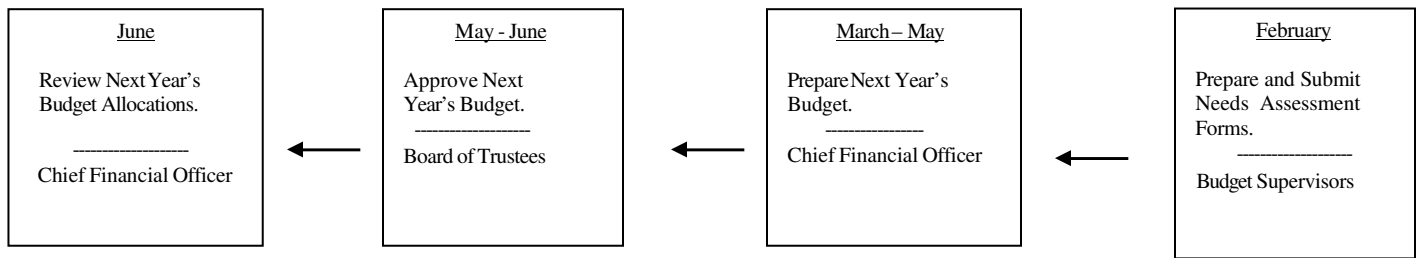 June
Review Next Year’s
Budget Allocations.
--------------------
Chief Financial Officer
May - June
Approve Next
Year’s Budget.
--------------------
Board of Trustees
March – May
Prepare Next Year’s
Budget.
-----------------
Chief Financial Officer
February
Prepare and Submit
Needs Assessment
Forms.
--------------------
Budget Supervisors